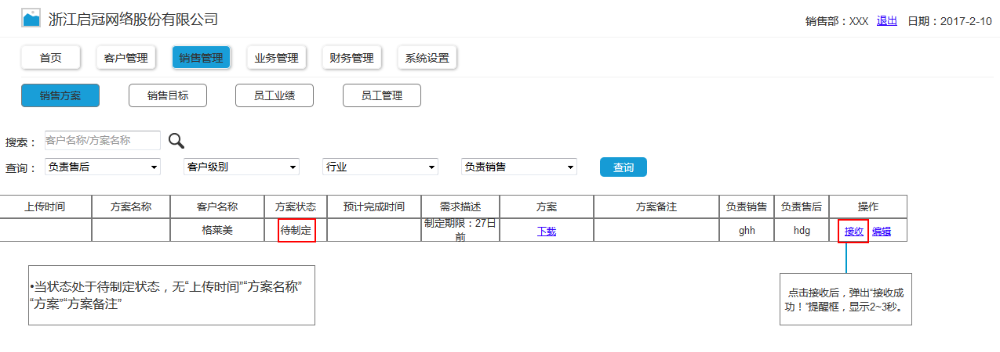 浙江启冠网络股份有限公司
销售部：XXX 退出 日期：2017-2-10
首页 客户管理 销售管理 业务管理 财务管理 系统设置
销售方案 销售目标 员工业绩 员工管理
搜索： 客户名称/方案名称
查询： 负责售后 客户级别 行业 负责销售 查询
上传时间 方案名称 客户名称 方案状态 预计完成时间 需求描述 方案 方案备注 负责销售 负责售后 操作
格莱美 待制定 制定期限：27日 下载 ghh hdg 接收 编辑
前
•当状态处于待制定状态，无“上传时间”“方案名称”
“方案”“方案备注”
点击接收后，弹出“接收成
功！”提醒框，显示2~3秒。